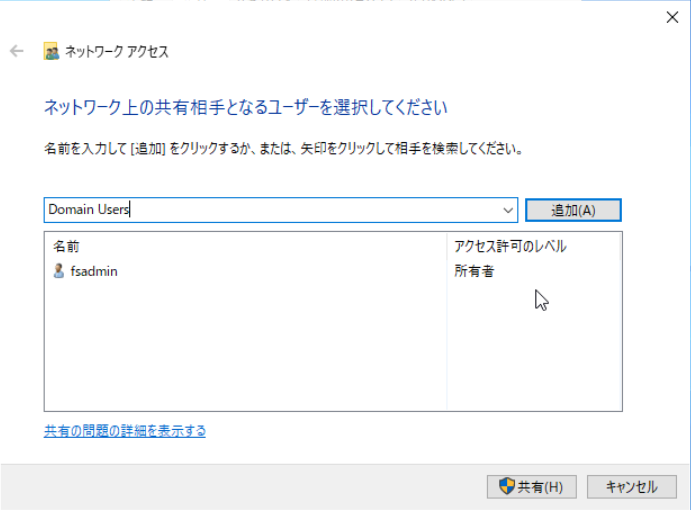 ネットワーク アクセス
ネットワーク上の共有相手となるユーザーを選択してください
名前を入力して [追加] をクリックするか、または、矢印をクリックして相手を検索してください。
Domain Users
追加(A)
名前
アクセス許可のレベル
fsadmin
所有者
共有の問題の詳細を表示する
共有(H)
キャンセル